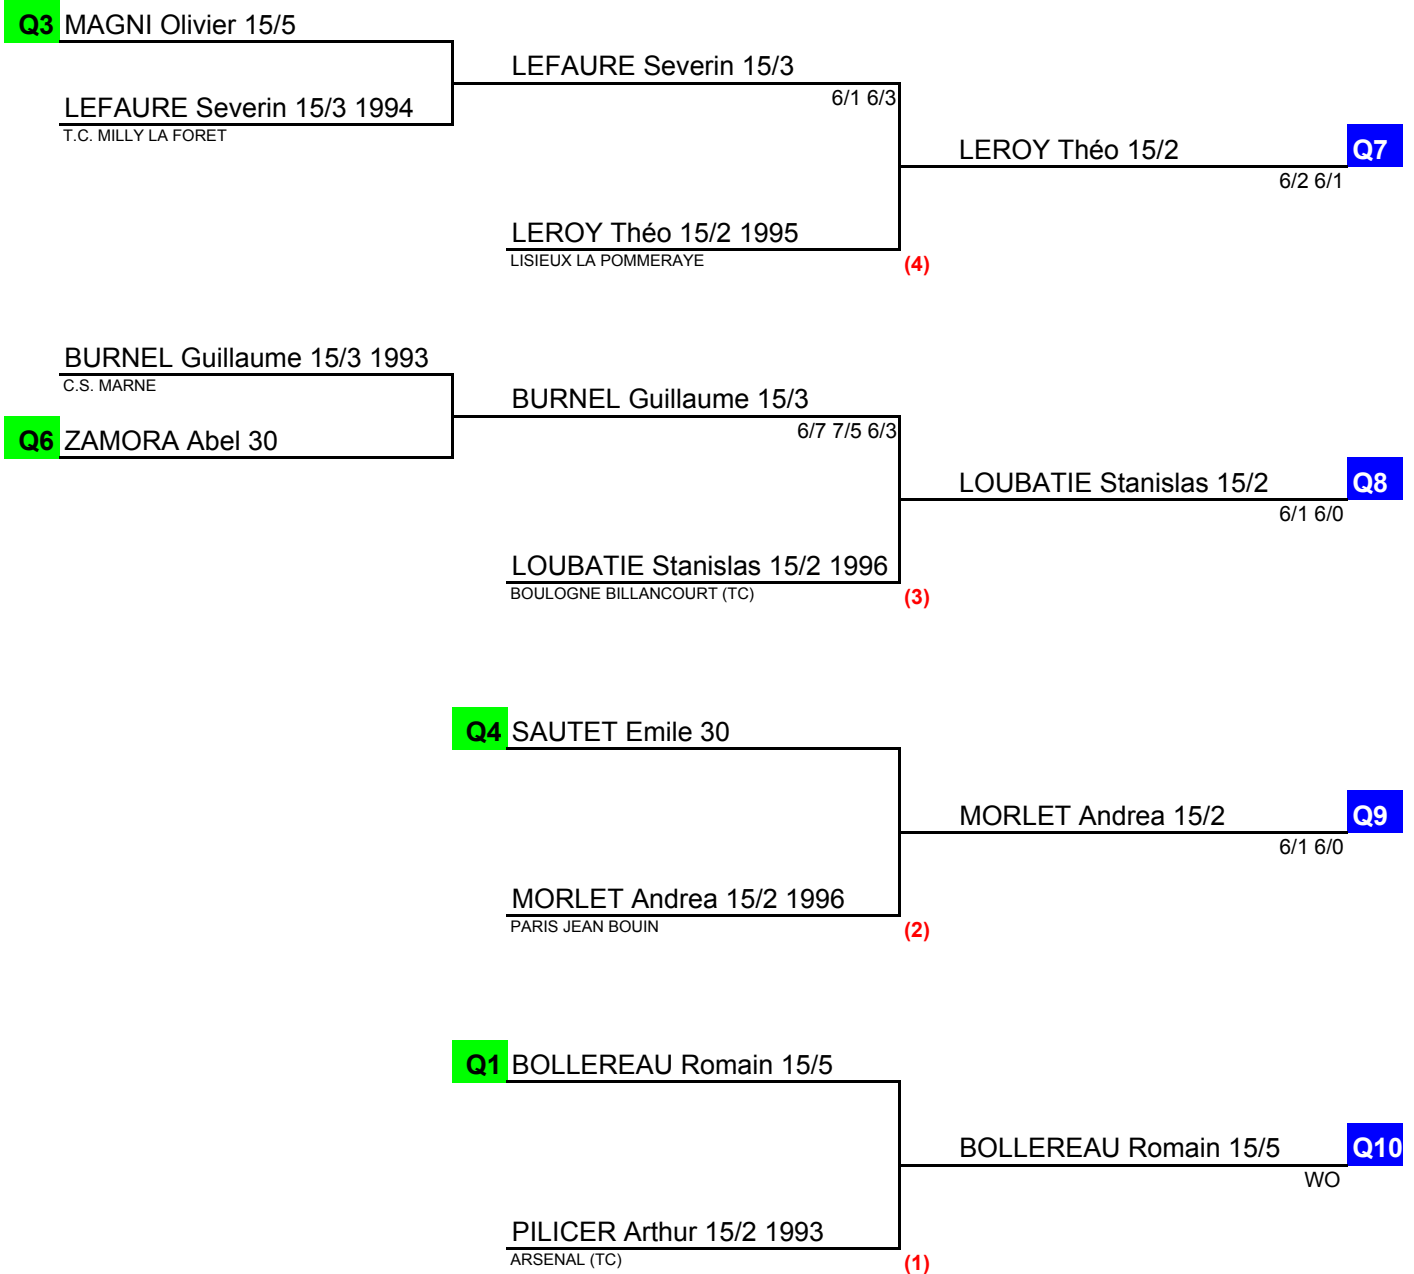 Q3 MAGNI Olivier 15/5
LEFAURE Severin 15/3
6/1 6/3
LEFAURE Severin 15/3 1994
T.C. MILLY LA FORET
LEROY Théo 15/2 Q7
6/2 6/1
LEROY Théo 15/2 1995
LISIEUX LA POMMERAYE
(4)
BURNEL Guillaume 15/3 1993
C.S. MARNE
BURNEL Guillaume 15/3
6/7 7/5 6/3
Q6 ZAMORA Abel 30
LOUBATIE Stanislas 15/2 Q8
6/1 6/0
LOUBATIE Stanislas 15/2 1996
BOULOGNE BILLANCOURT (TC)
(3)
Q4 SAUTET Emile 30
MORLET Andrea 15/2 Q9
6/1 6/0
MORLET Andrea 15/2 1996
PARIS JEAN BOUIN
(2)
Q1 BOLLEREAU Romain 15/5
BOLLEREAU Romain 15/5 Q10
WO
PILICER Arthur 15/2 1993
ARSENAL (TC)
(1)